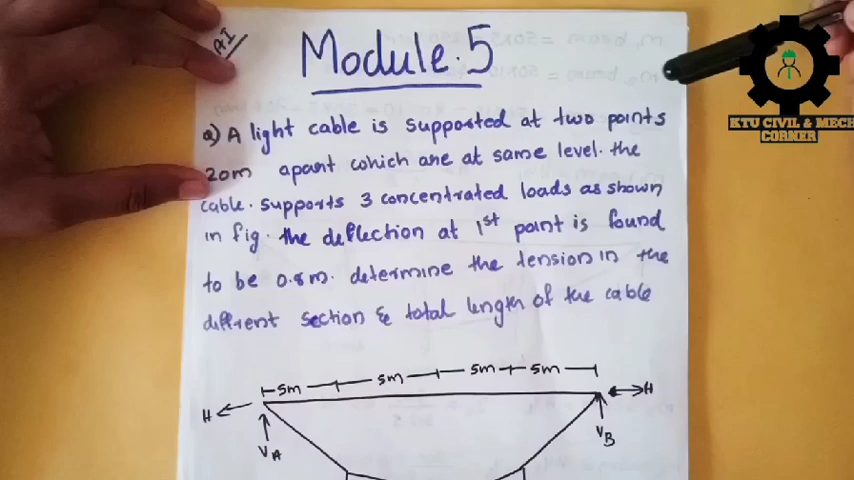 AI
Module.5
a) A light cable is supported at two points
20m apart which are at same level. the
cable. supports 3 concentrated loads as shown
in fig. the deflection at 1st point is found
to be 0.8m. determine the tension in the
diffrent section & total length of the cable
5m 5m 5m 5m
H H
VA VB
KTU CIVIL & MECH
CORNER